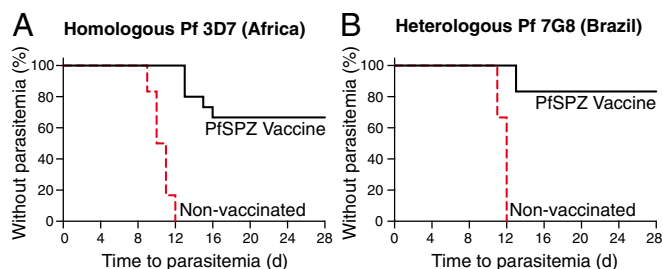 A Homologous Pf 3D7 (Africa)
Without parasitemia (%)
100
80
60
40
20
0
PfSPZ Vaccine
Non-vaccinated
0 4 8 12 16 20 24 28
Time to parasitemia (d)
B Heterologous Pf 7G8 (Brazil)
Without parasitemia (%)
100
80
60
40
20
0
PfSPZ Vaccine
Non-vaccinated
0 4 8 12 16 20 24 28
Time to parasitemia (d)